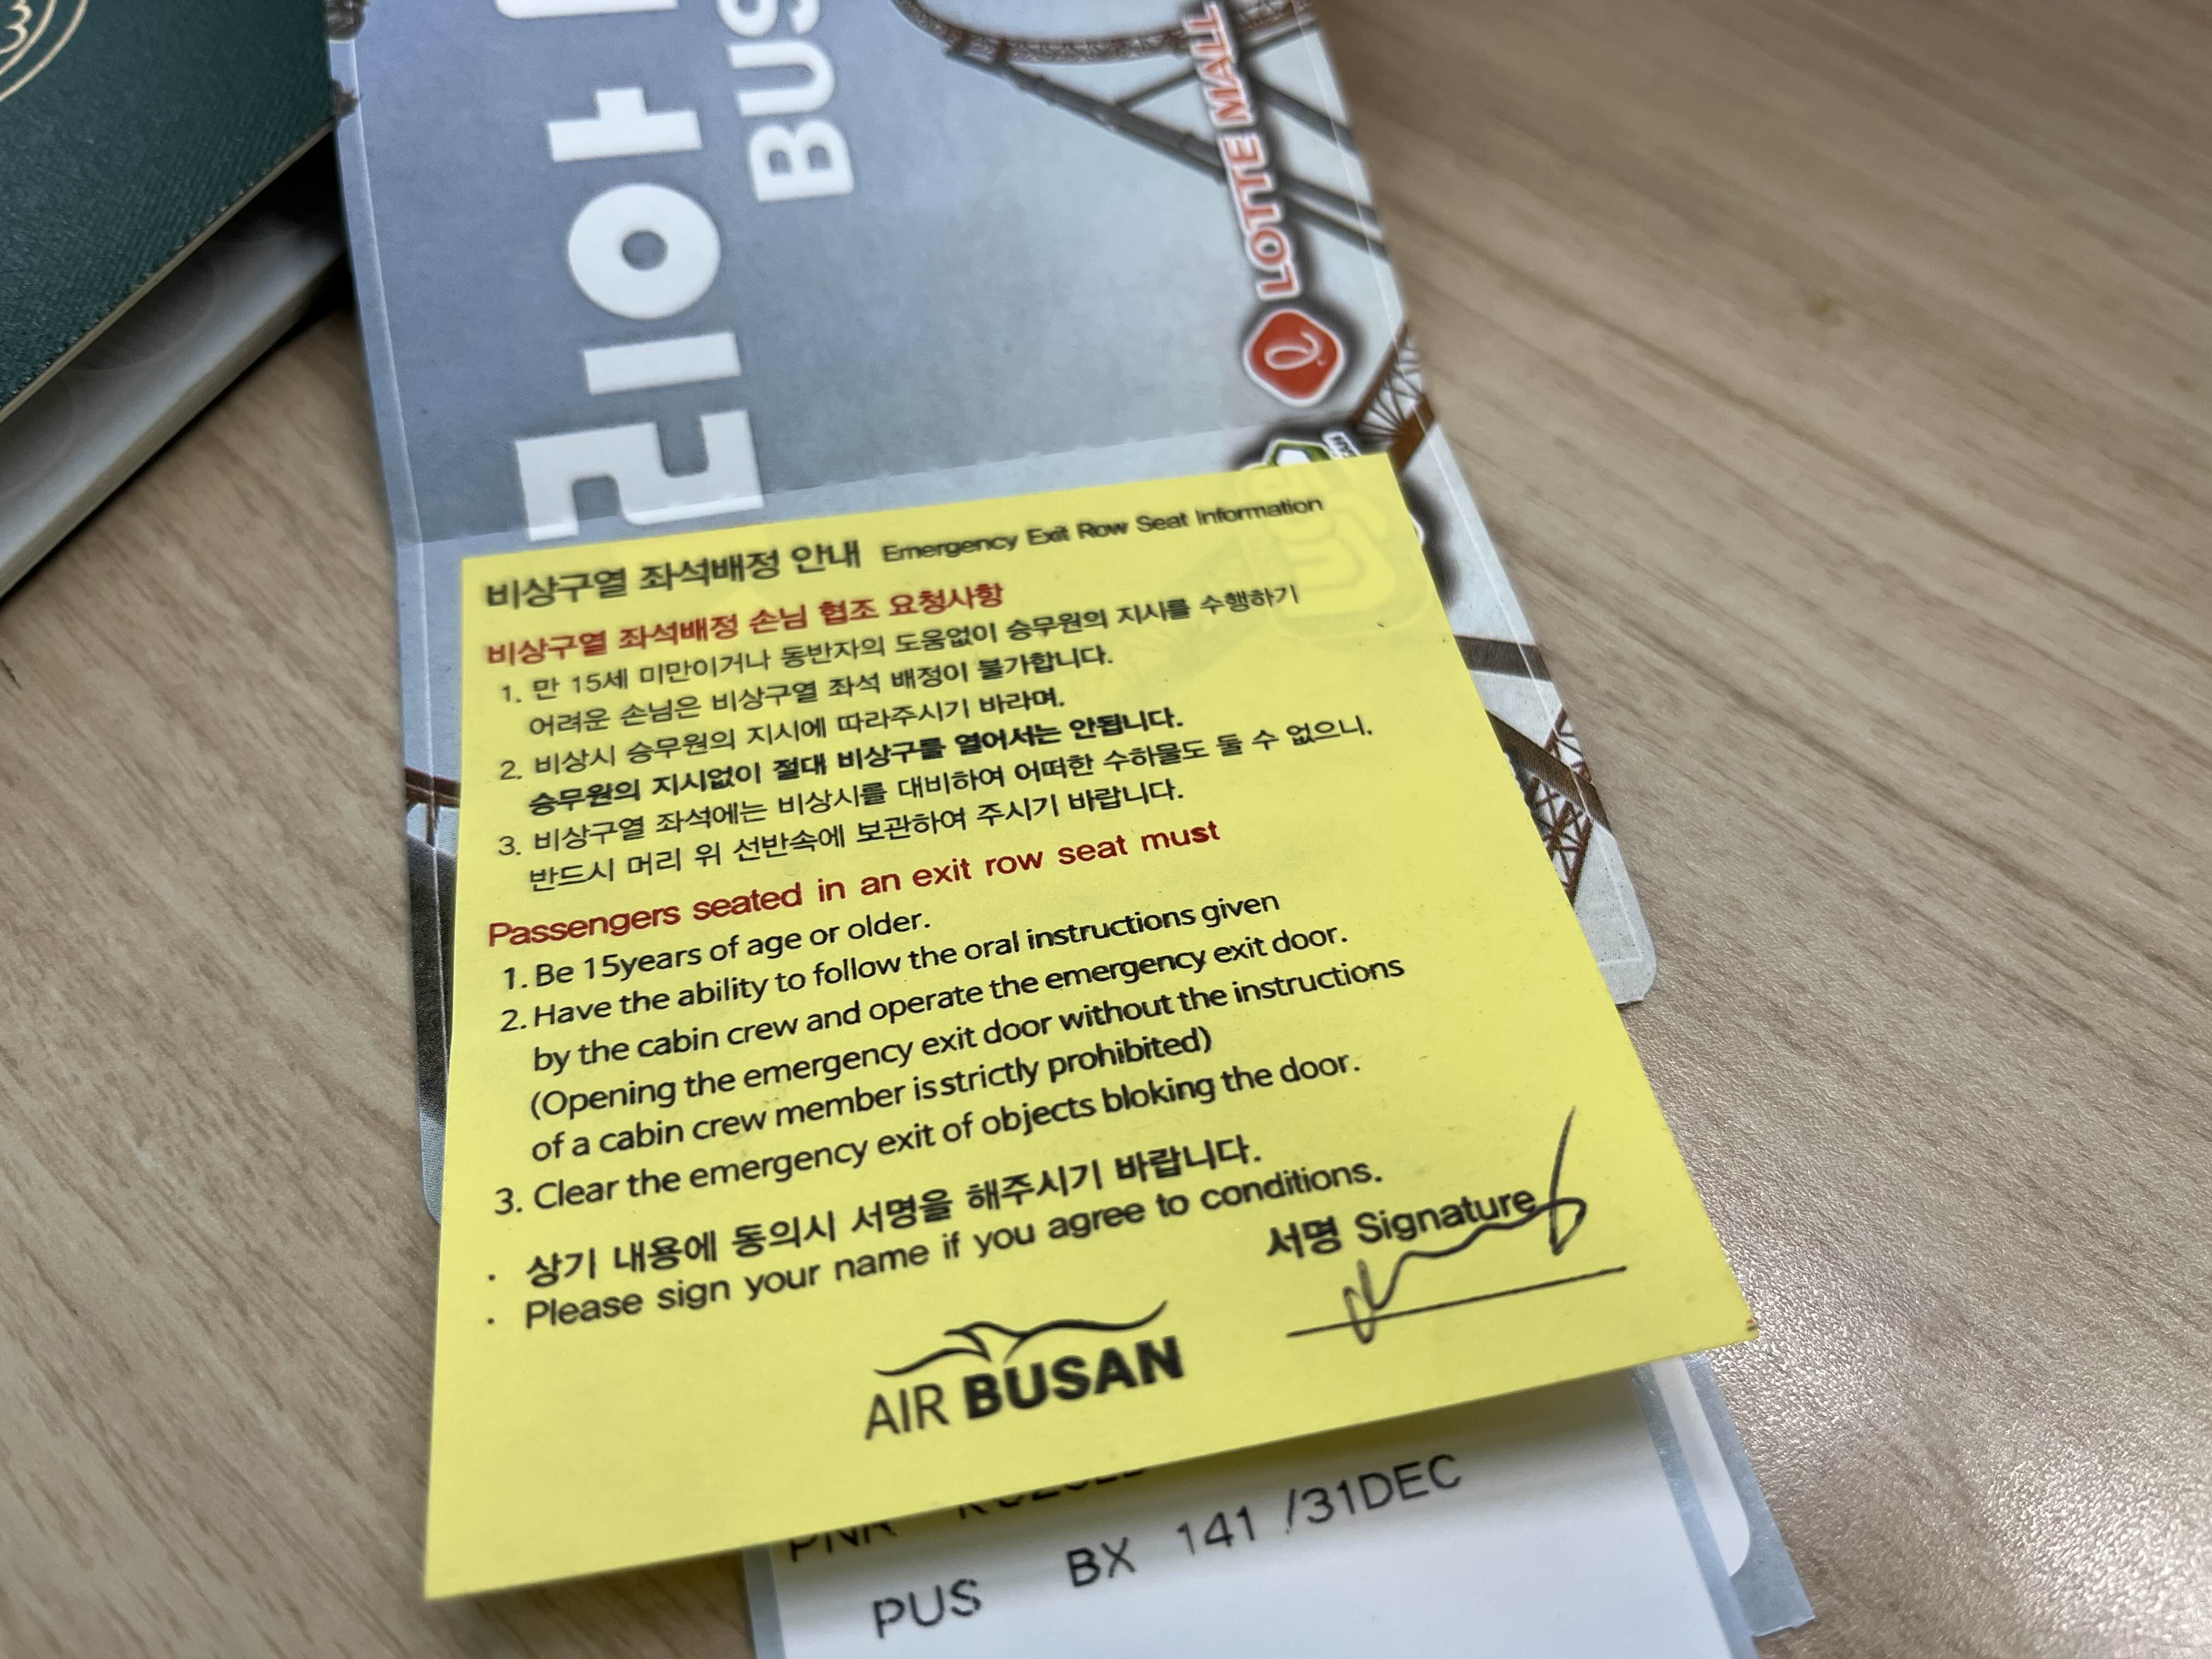 리아
BUS
LOTTE MALL
비상구열 좌석배정 안내 Emergency Exit Row Seat Information
비상구열 좌석배정 손님 협조 요청사항
1. 만 15세 미만이거나 동반자의 도움없이 승무원의 지시를 수행하기
어려운 손님은 비상구열 좌석 배정이 불가합니다.
2. 비상시 승무원의 지시에 따라주시기 바라며,
승무원의 지시없이 절대 비상구를 열어서는 안됩니다.
3. 비상구열 좌석에는 비상시를 대비하여 어떠한 수하물도 둘 수 없으니,
반드시 머리 위 선반속에 보관하여 주시기 바랍니다.
Passengers seated in an exit row seat must
1. Be 15years of age or older.
2. Have the ability to follow the oral instructions given
by the cabin crew and operate the emergency exit door.
(Opening the emergency exit door without the instructions
of a cabin crew member is strictly prohibited)
3. Clear the emergency exit of objects bloking the door.
· 상기 내용에 동의시 서명을 해주시기 바랍니다.
· Please sign your name if you agree to conditions.
서명 Signature
AIR BUSAN
PNR
PUS BX 141 /31DEC